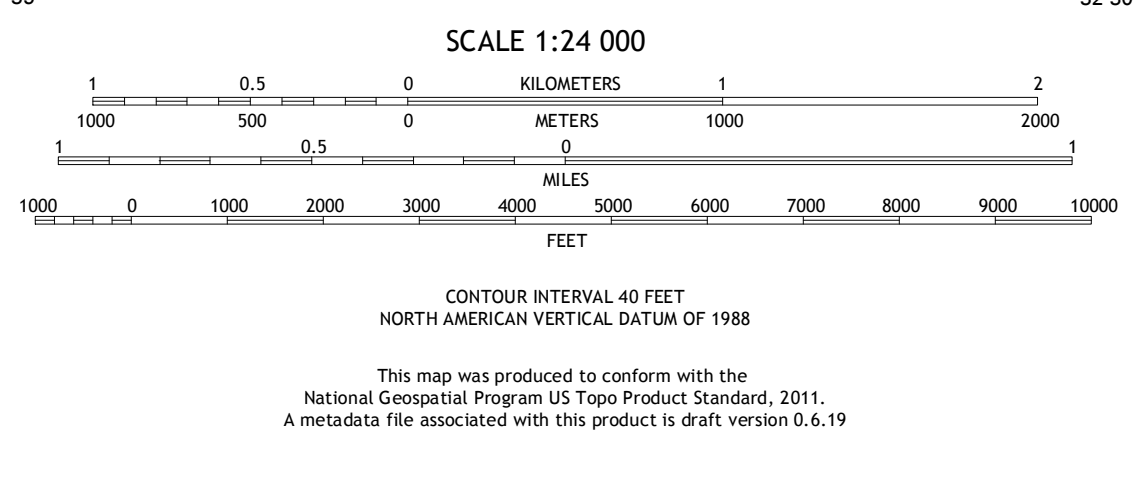 SCALE 1:24 000
1 0.5 0 KILOMETERS 1 2
1000 500 0 METERS 1000 2000
1 0.5 0 1
MILES
1000 0 1000 2000 3000 4000 5000 6000 7000 8000 9000 10000
FEET
CONTOUR INTERVAL 40 FEET
NORTH AMERICAN VERTICAL DATUM OF 1988
This map was produced to conform with the
National Geospatial Program US Topo Product Standard, 2011.
A metadata file associated with this product is draft version 0.6.19